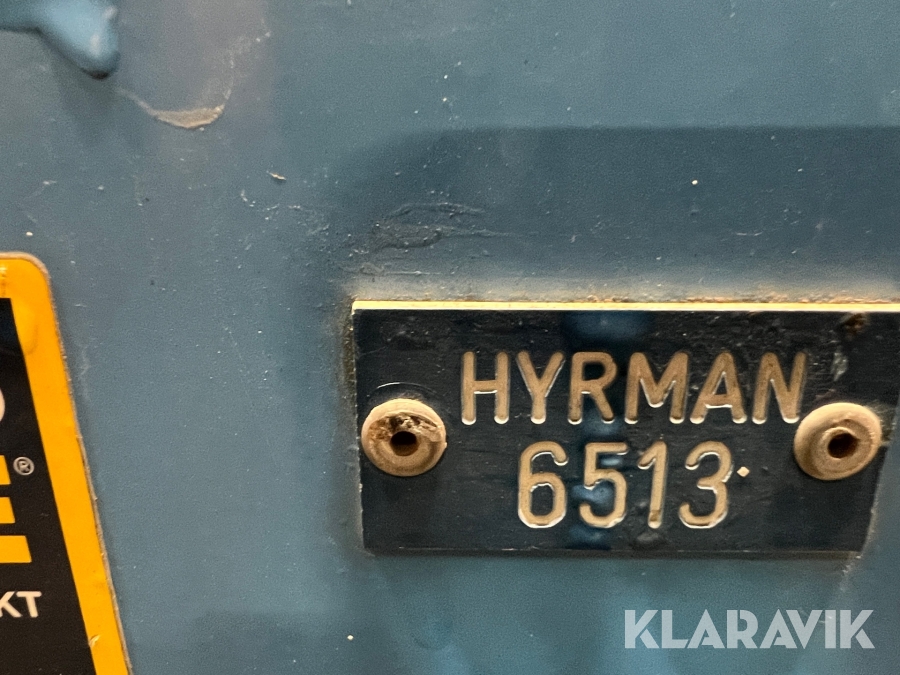 HYRMAN
6513
®
KT
KLARAVIK